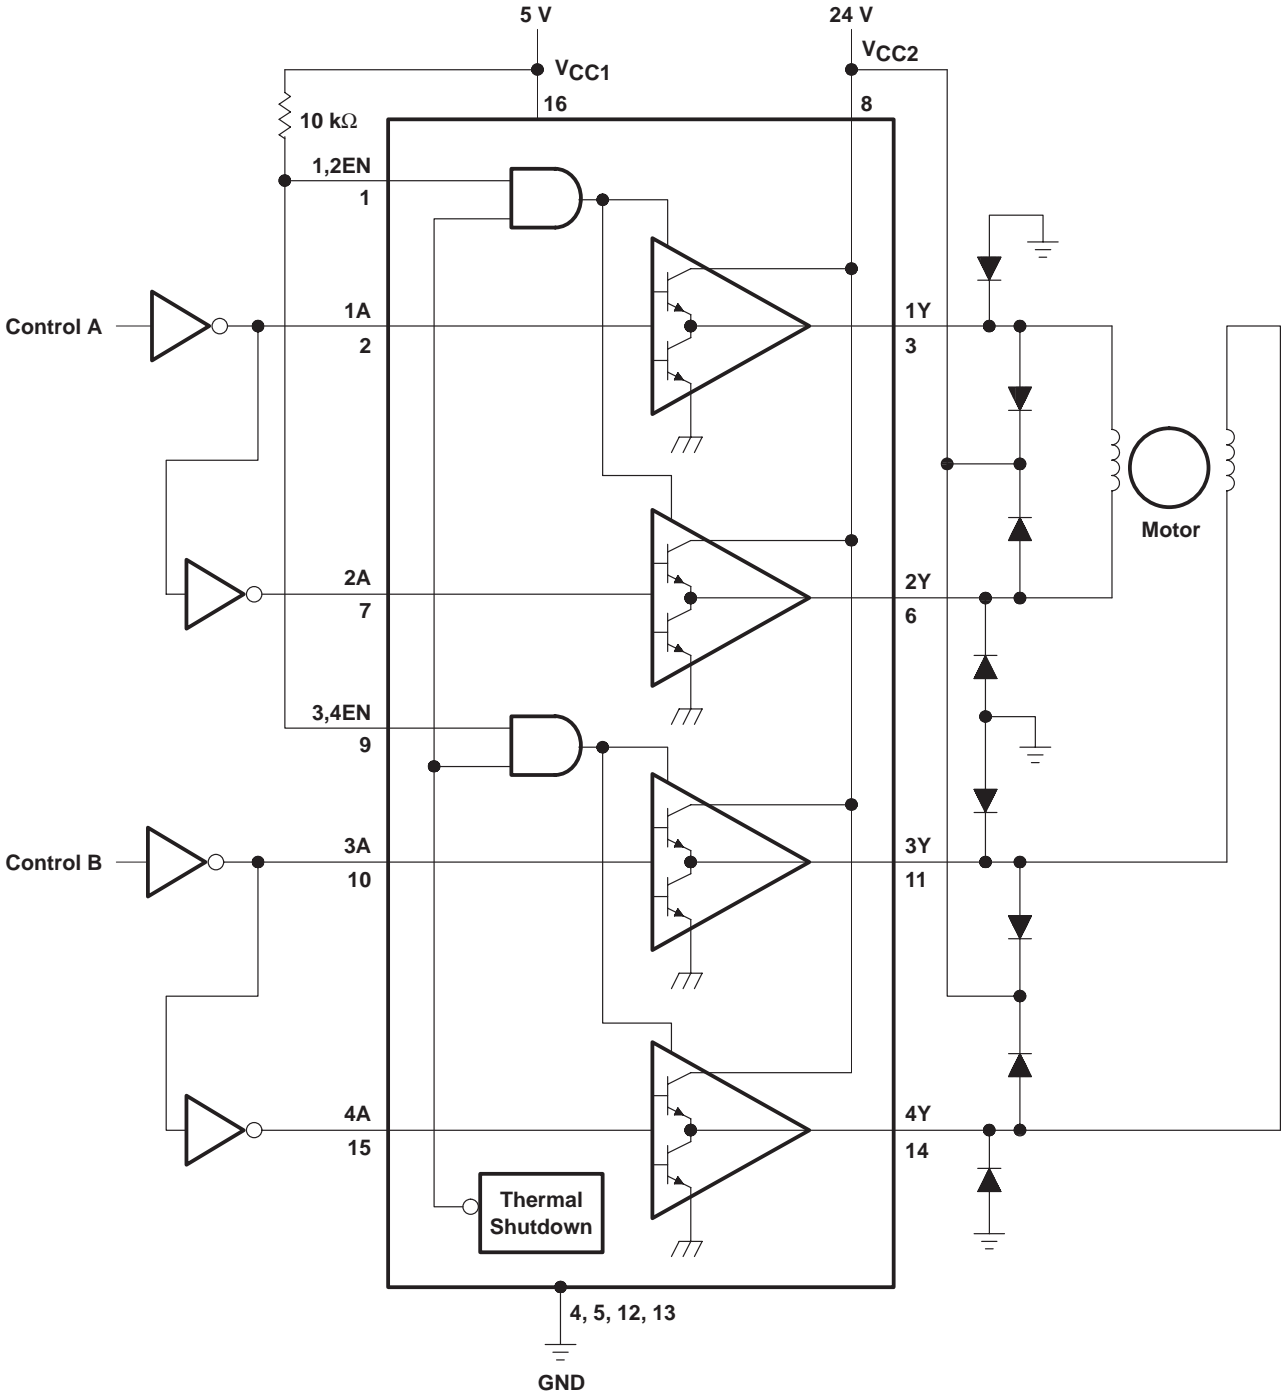 5 V
24 V
VCC1
VCC2
16
8
10 kΩ
1,2EN
1
Control A
1A
2
1Y
3
Motor
2A
7
2Y
6
3,4EN
9
Control B
3A
10
3Y
11
4A
15
4Y
14
Thermal
Shutdown
4, 5, 12, 13
GND